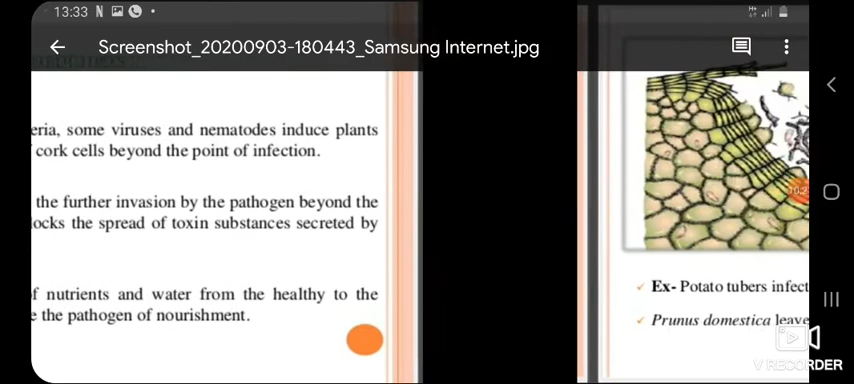 13:33 N
Screenshot_20200903-180443_Samsung Internet.jpg
eria, some viruses and nematodes induce plants
cork cells beyond the point of infection.
the further invasion by the pathogen beyond the
locks the spread of toxin substances secreted by
f nutrients and water from the healthy to the
e the pathogen of nourishment.
Ex- Potato tubers infect
Prunus domestica leave
V RECORDER